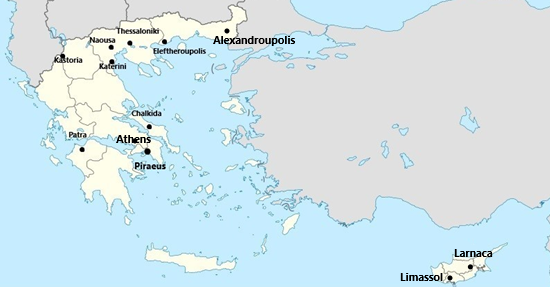 Thessaloniki
Naousa
Alexandroupolis
Eleftheroupolis
Kastoria
Katerini
Chalkida
Patra
Athens
Piraeus
Larnaca
Limassol